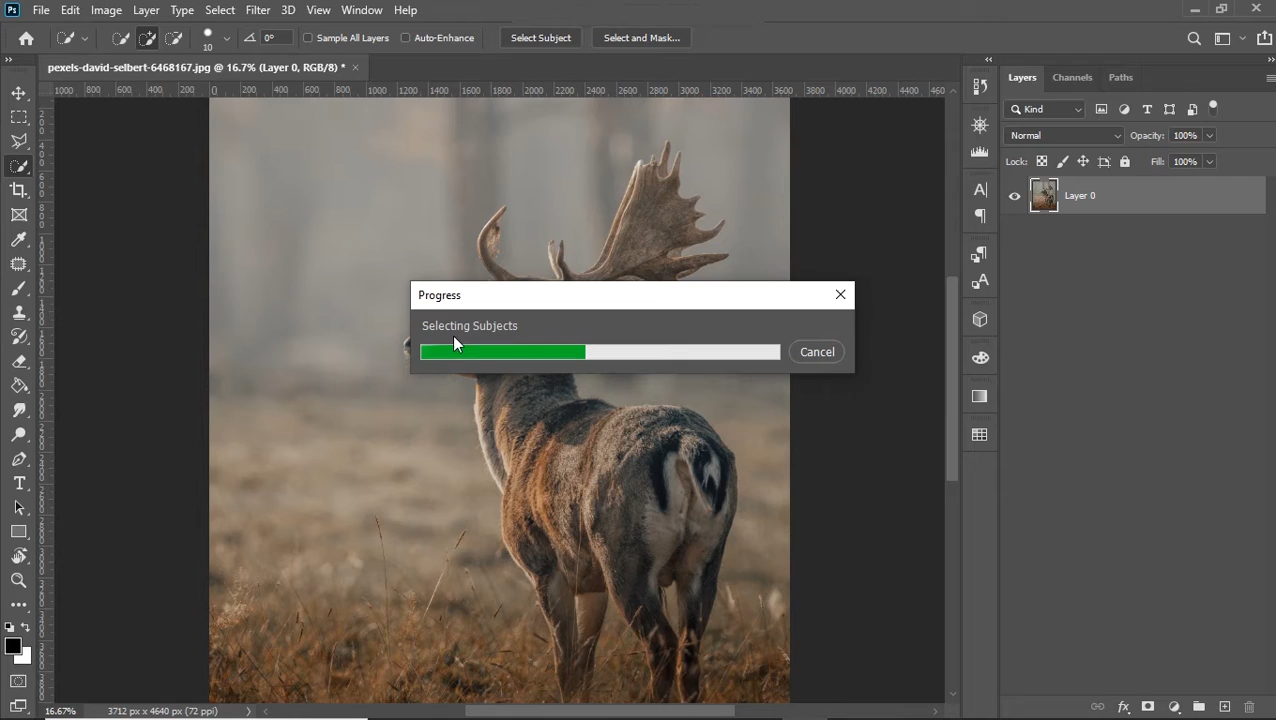 Ps File Edit Image Layer Type Select Filter 3D View Window Help
10 0° Sample All Layers Auto-Enhance Select Subject Select and Mask...
pexels-david-selbert-6468167.jpg @ 16.7% (Layer 0, RGB/8) * ×
1000 800 600 400 200 0 200 400 600 800 1000 1200 1400 1600 1800 2000 2200 2400 2600 2800 3000 3200 3400 3600 3800 4000 4200 4400 460
Layers Channels Paths
Kind
Normal Opacity: 100%
Lock: Fill: 100%
Layer 0
Progress
Selecting Subjects
Cancel
16.67% 3712 px x 4640 px (72 ppi)